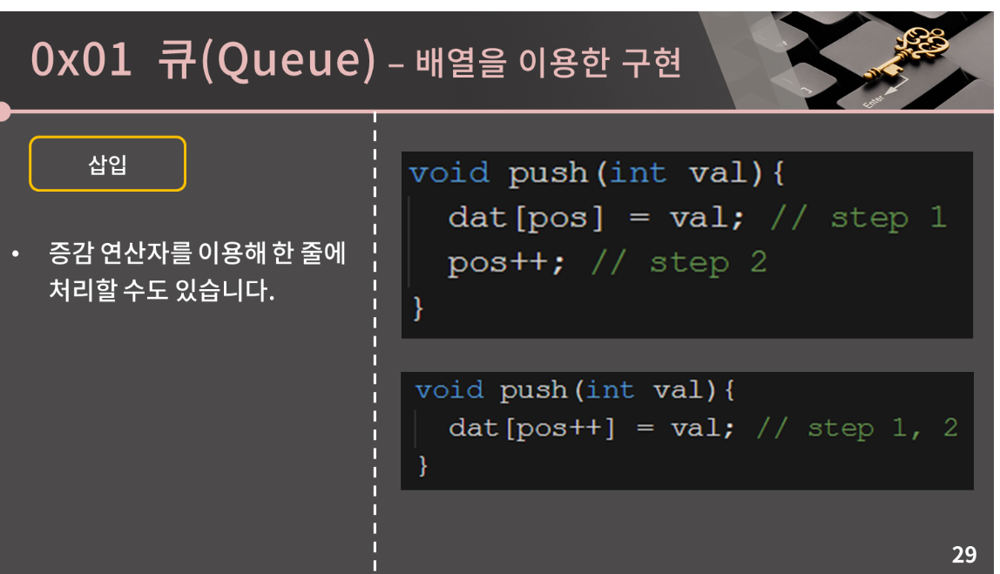 0x01 큐(Queue) – 배열을 이용한 구현
Enter
삽입
• 증감 연산자를 이용해 한 줄에
처리할 수도 있습니다.
void push(int val){
dat[pos] = val; // step 1
pos++; // step 2
}
void push(int val){
dat[pos++] = val; // step 1, 2
}
29